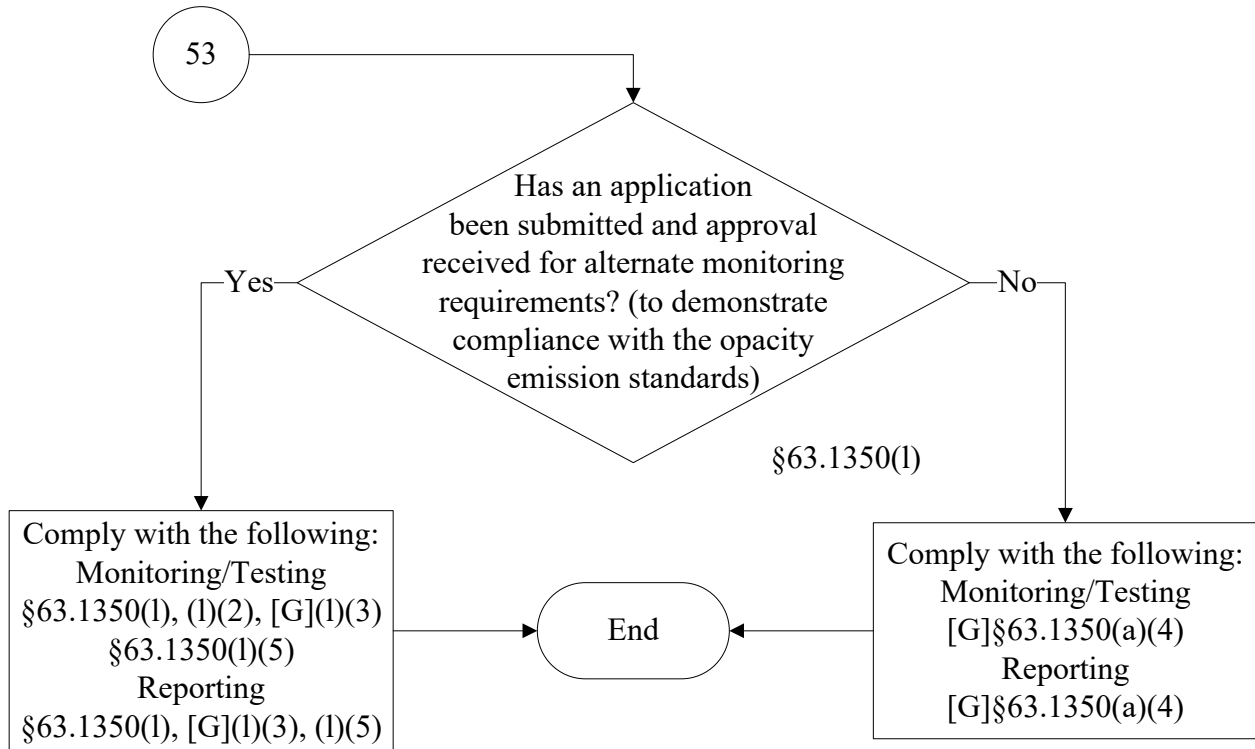 53
Has an application
been submitted and approval
received for alternate monitoring
requirements? (to demonstrate
compliance with the opacity
emission standards)
Yes
No
§63.1350(l)
Comply with the following:
Monitoring/Testing
§63.1350(l), (l)(2), [G](l)(3)
§63.1350(l)(5)
Reporting
§63.1350(l), [G](l)(3), (l)(5)
End
Comply with the following:
Monitoring/Testing
[G]§63.1350(a)(4)
Reporting
[G]§63.1350(a)(4)